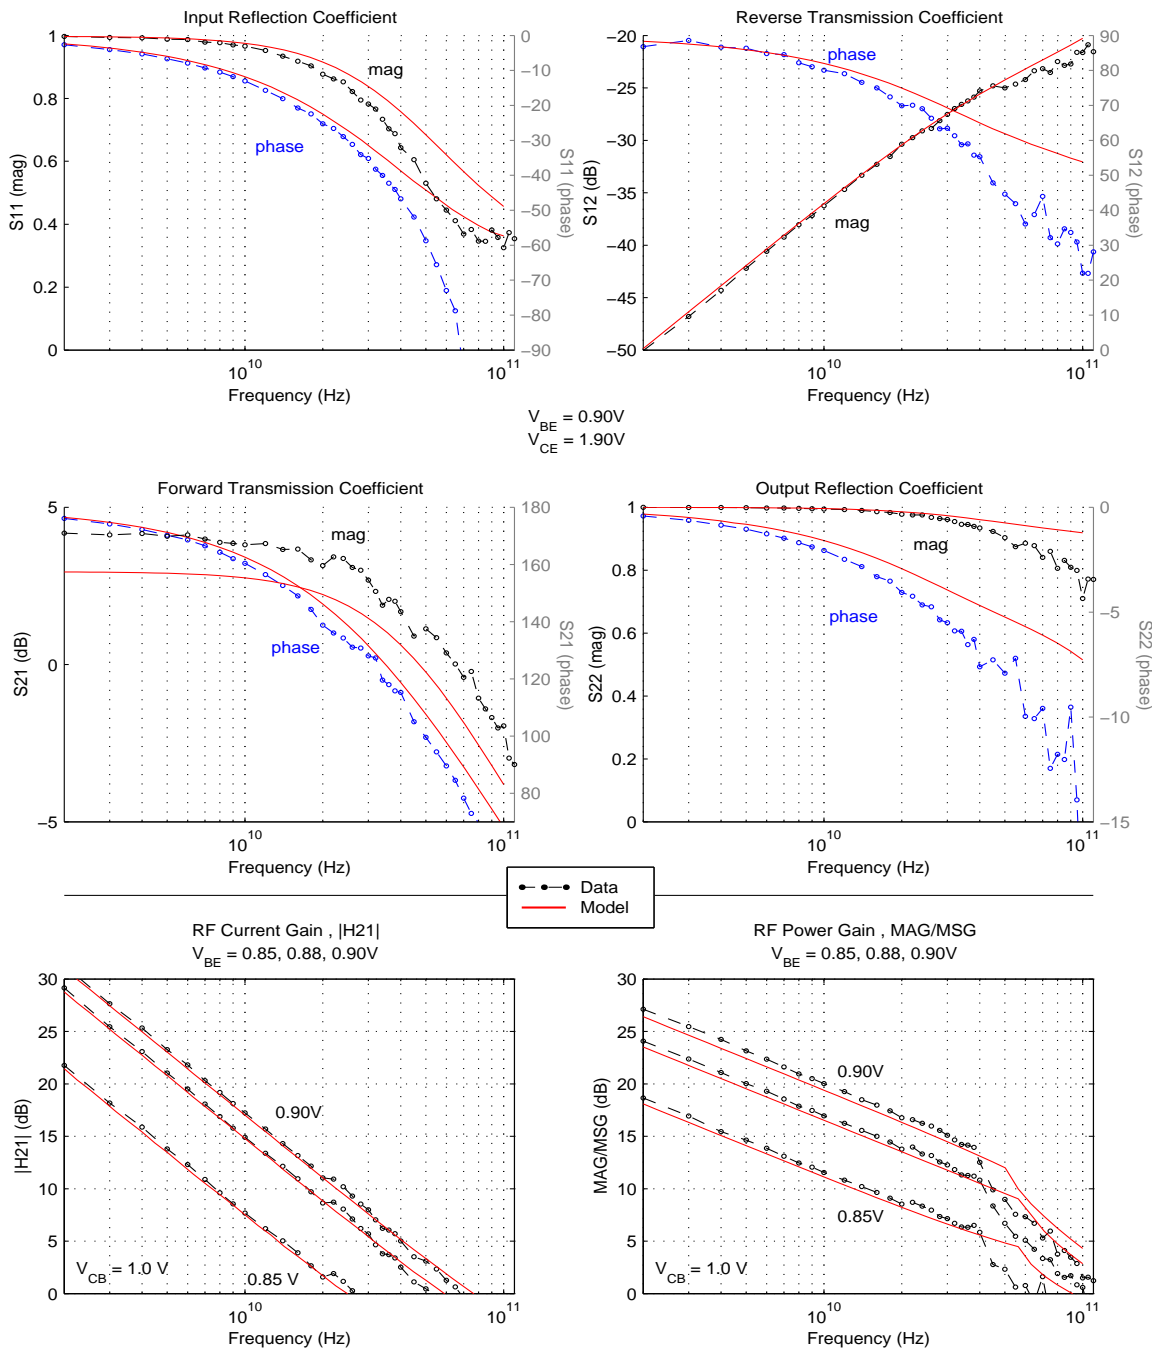 Input Reflection Coefficient
1
0.8
0.6
0.4
0.2
0
S11 (mag)
0
−10
−20
−30
−40
−50
−60
−70
−80
−90
S11 (phase)
mag
phase
10^10
10^11
Frequency (Hz)
Reverse Transmission Coefficient
−20
−25
−30
−35
−40
−45
−50
S12 (dB)
90
80
70
60
50
40
30
20
10
0
S12 (phase)
phase
mag
10^10
10^11
Frequency (Hz)
V_BE = 0.90V
V_CE = 1.90V
Forward Transmission Coefficient
5
0
−5
S21 (dB)
180
160
140
120
100
80
S21 (phase)
mag
phase
10^10
10^11
Frequency (Hz)
Output Reflection Coefficient
1
0.8
0.6
0.4
0.2
0
S22 (mag)
0
−5
−10
−15
S22 (phase)
mag
phase
10^10
10^11
Frequency (Hz)
Data
Model
RF Current Gain , |H21|
V_BE = 0.85, 0.88, 0.90V
30
25
20
15
10
5
0
|H21| (dB)
0.90V
0.85 V
V_CB = 1.0 V
10^10
10^11
Frequency (Hz)
RF Power Gain , MAG/MSG
V_BE = 0.85, 0.88, 0.90V
30
25
20
15
10
5
0
MAG/MSG (dB)
0.90V
0.85V
V_CB = 1.0 V
10^10
10^11
Frequency (Hz)